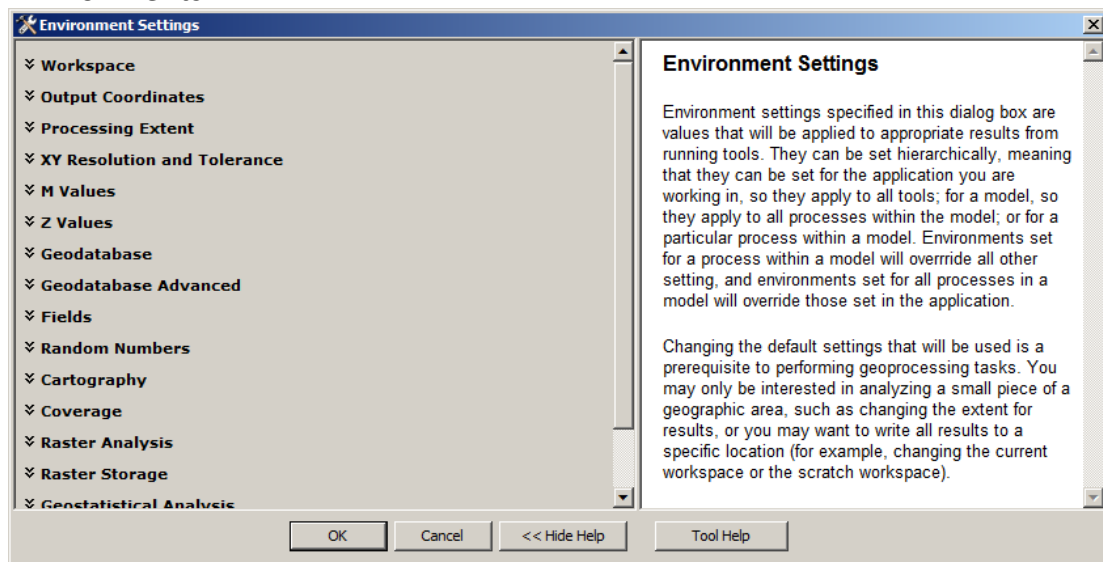 Environment Settings
Workspace
Output Coordinates
Processing Extent
XY Resolution and Tolerance
M Values
Z Values
Geodatabase
Geodatabase Advanced
Fields
Random Numbers
Cartography
Coverage
Raster Analysis
Raster Storage
Geostatistical Analysis
Environment Settings
Environment settings specified in this dialog box are
values that will be applied to appropriate results from
running tools. They can be set hierarchically, meaning
that they can be set for the application you are
working in, so they apply to all tools; for a model, so
they apply to all processes within the model; or for a
particular process within a model. Environments set
for a process within a model will overrride all other
setting, and environments set for all processes in a
model will override those set in the application.
Changing the default settings that will be used is a
prerequisite to performing geoprocessing tasks. You
may only be interested in analyzing a small piece of a
geographic area, such as changing the extent for
results, or you may want to write all results to a
specific location (for example, changing the current
workspace or the scratch workspace).
OK Cancel << Hide Help Tool Help